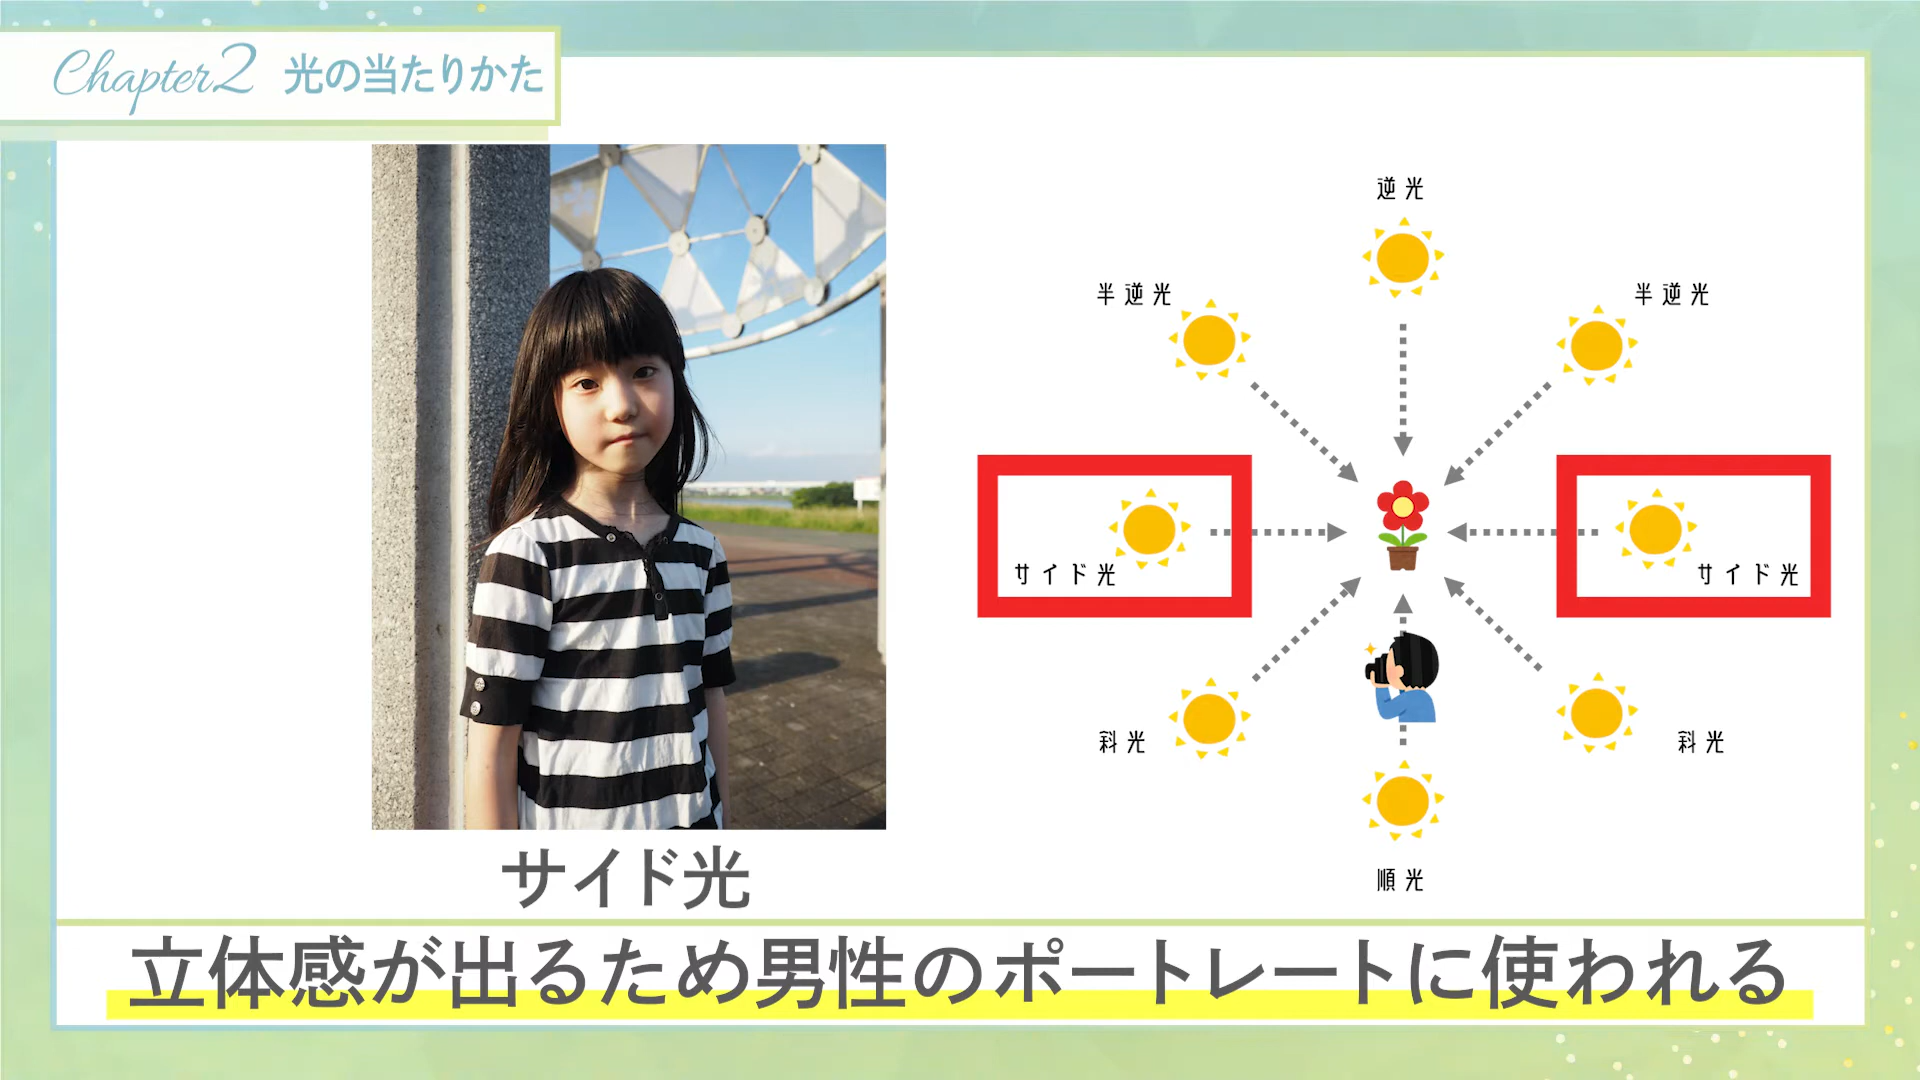 Chapter2 光の当たりかた
逆光
半逆光
半逆光
サイド光
サイド光
斜光
斜光
順光
サイド光
立体感が出るため男性のポートレートに使われる